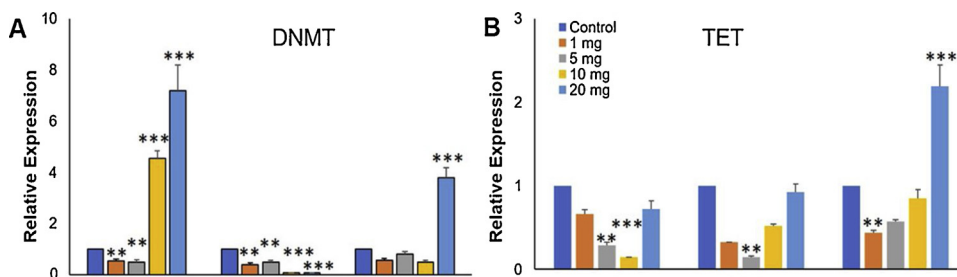 A
DNMT
Relative Expression
10
8
6
4
2
0
**
**
***
***
**
**
***
***
***
B
TET
Relative Expression
3
2
1
0
Control
1 mg
5 mg
10 mg
20 mg
**
***
**
**
***